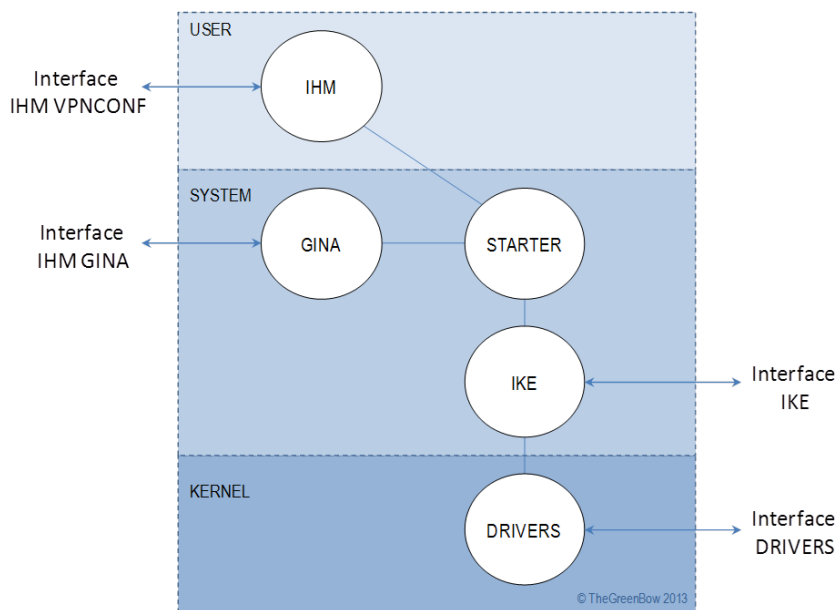 USER
Interface
IHM VPNCONF
IHM
SYSTEM
Interface
IHM GINA
GINA
STARTER
IKE
Interface
IKE
KERNEL
DRIVERS
Interface
DRIVERS
© TheGreenBow 2013